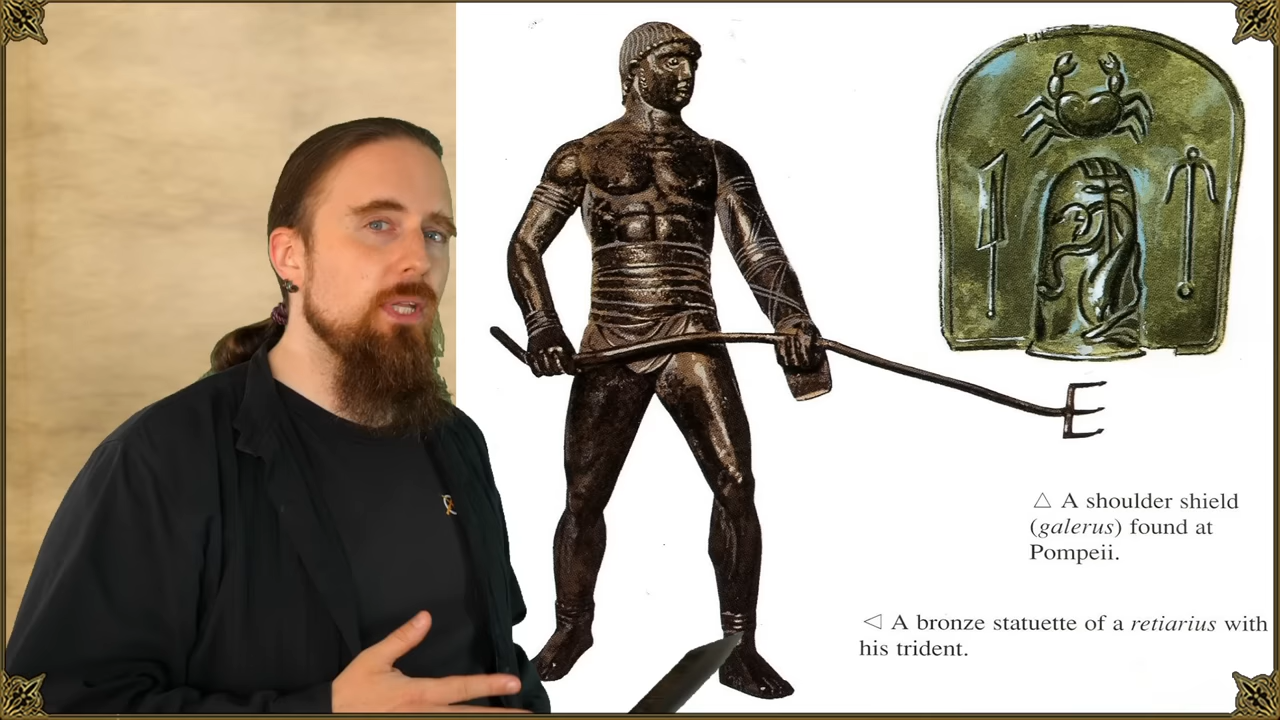 △ A shoulder shield
(galerus) found at
Pompeii.
◁ A bronze statuette of a retiarius with
his trident.